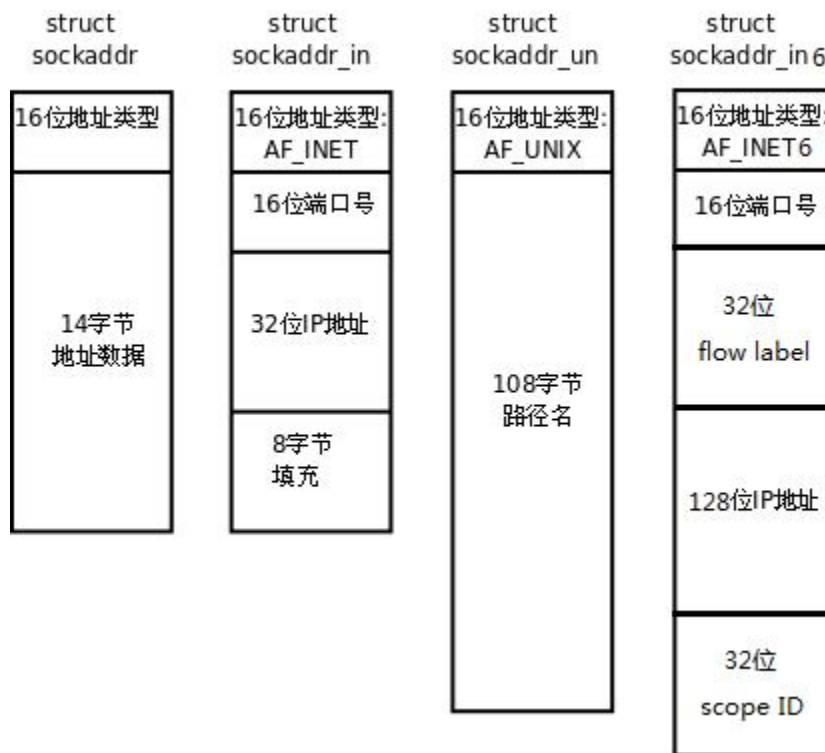 struct
sockaddr
16位地址类型
14字节
地址数据
struct
sockaddr_in
16位地址类型:
AF_INET
16位端口号
32位IP地址
8字节
填充
struct
sockaddr_un
16位地址类型:
AF_UNIX
108字节
路径名
struct
sockaddr_in6
16位地址类型:
AF_INET6
16位端口号
32位
flow label
128位IP地址
32位
scope ID